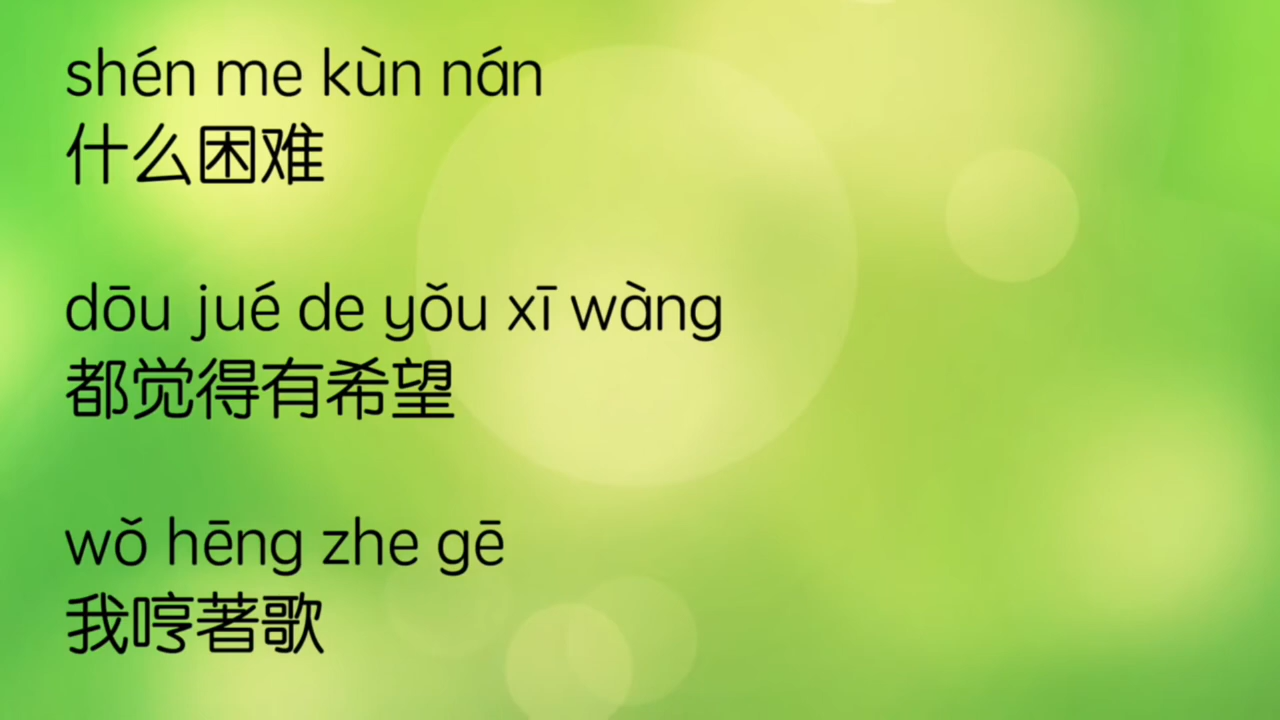 shén me kùn nán
什么困难
dōu jué de yǒu xī wàng
都觉得有希望
wǒ hēng zhe gē
我哼著歌